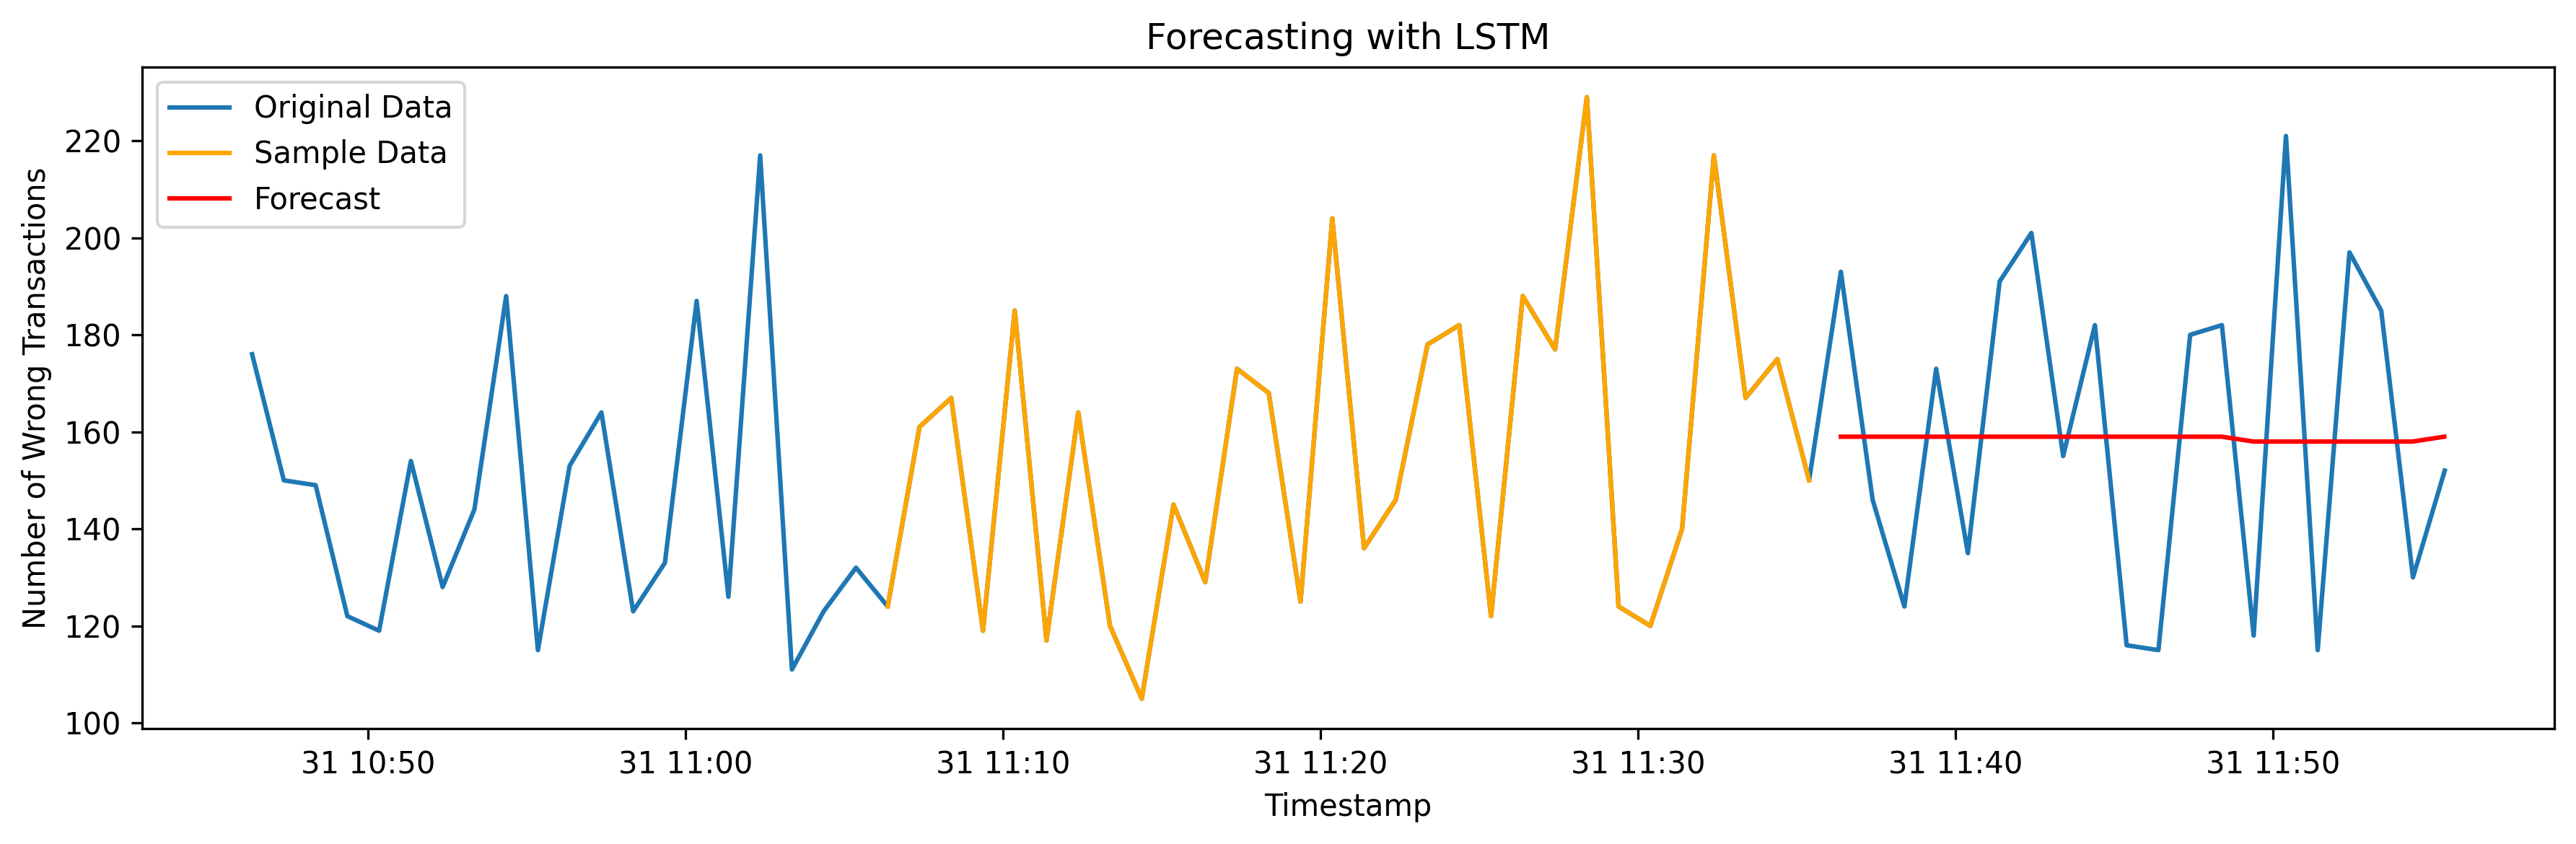 Forecasting with LSTM
Original Data
Sample Data
Forecast
Number of Wrong Transactions
220
200
180
160
140
120
100
31 10:50
31 11:00
31 11:10
31 11:20
31 11:30
31 11:40
31 11:50
Timestamp